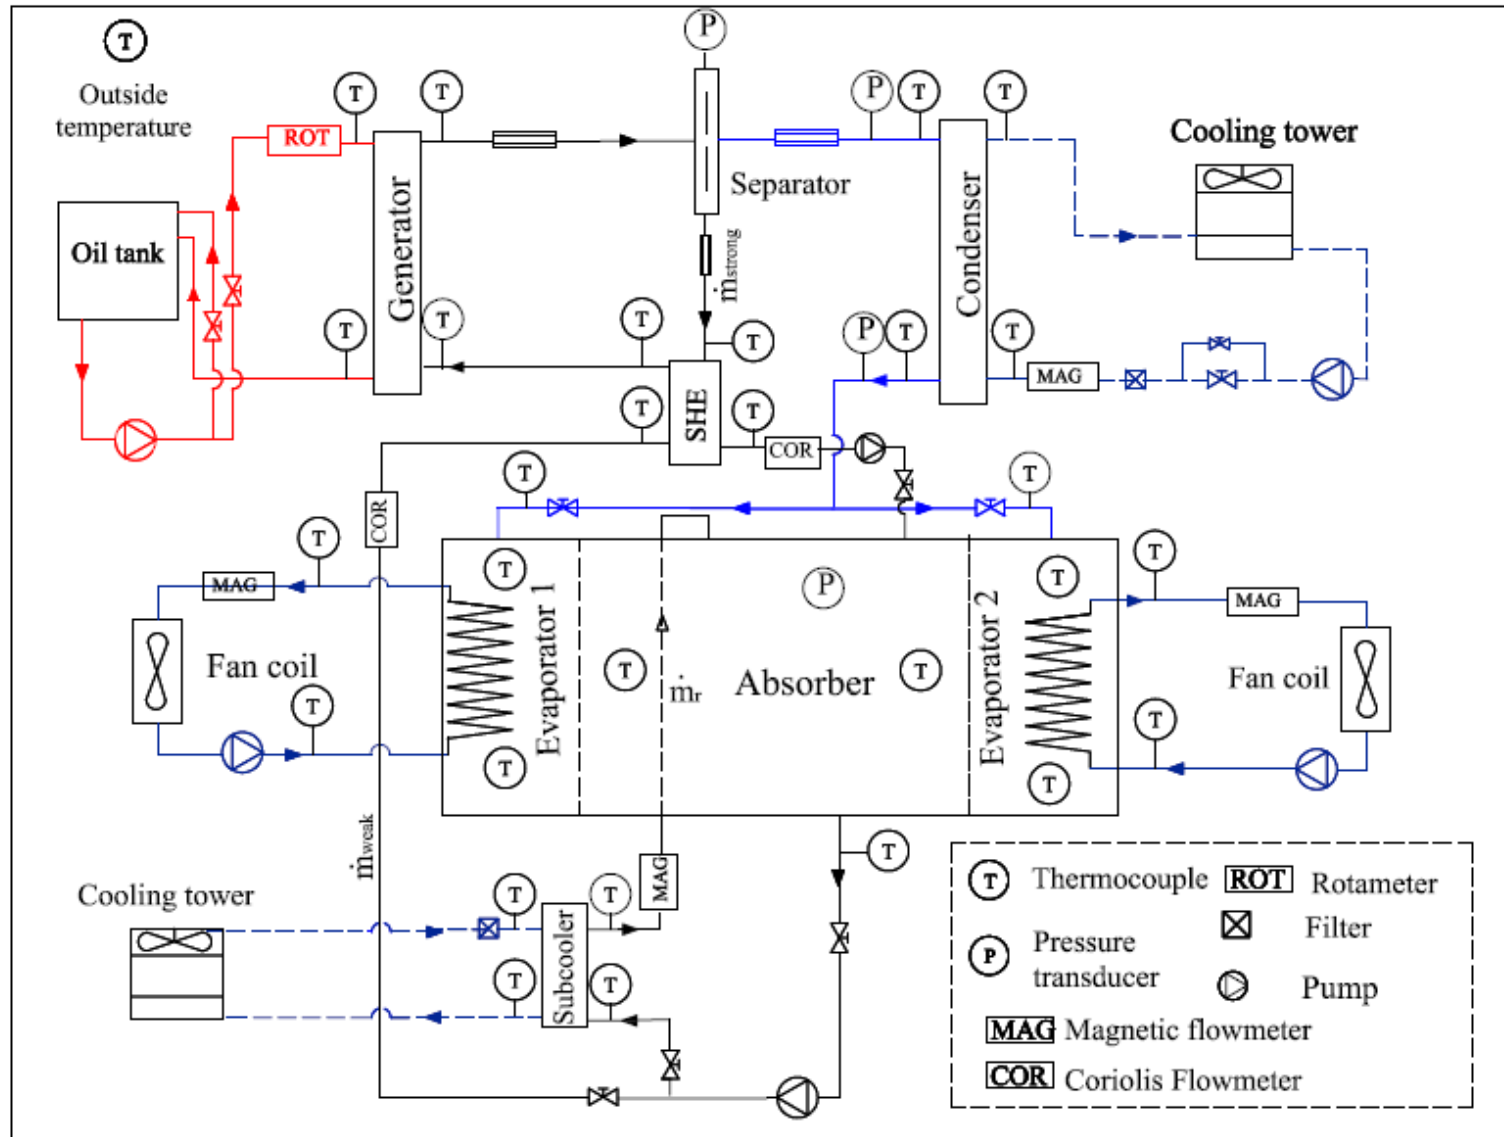 T
Outside
temperature
ROT
T
T
P
P
T
T
Cooling tower
Oil tank
Generator
Separator
ṁstrong
Condenser
T
T
T
T
P
T
T
MAG
T
SHE
T
COR
COR
T
T
T
MAG
T
Evaporator 1
P
T
Evaporator 2
T
MAG
Fan coil
T
ṁr
T
Absorber
Fan coil
T
T
T
T
ṁweak
T
Cooling tower
T
T
MAG
Subcooler
T
T
T
Thermocouple
ROT
Rotameter
Filter
P
Pressure
transducer
Pump
MAG
Magnetic flowmeter
COR
Coriolis Flowmeter